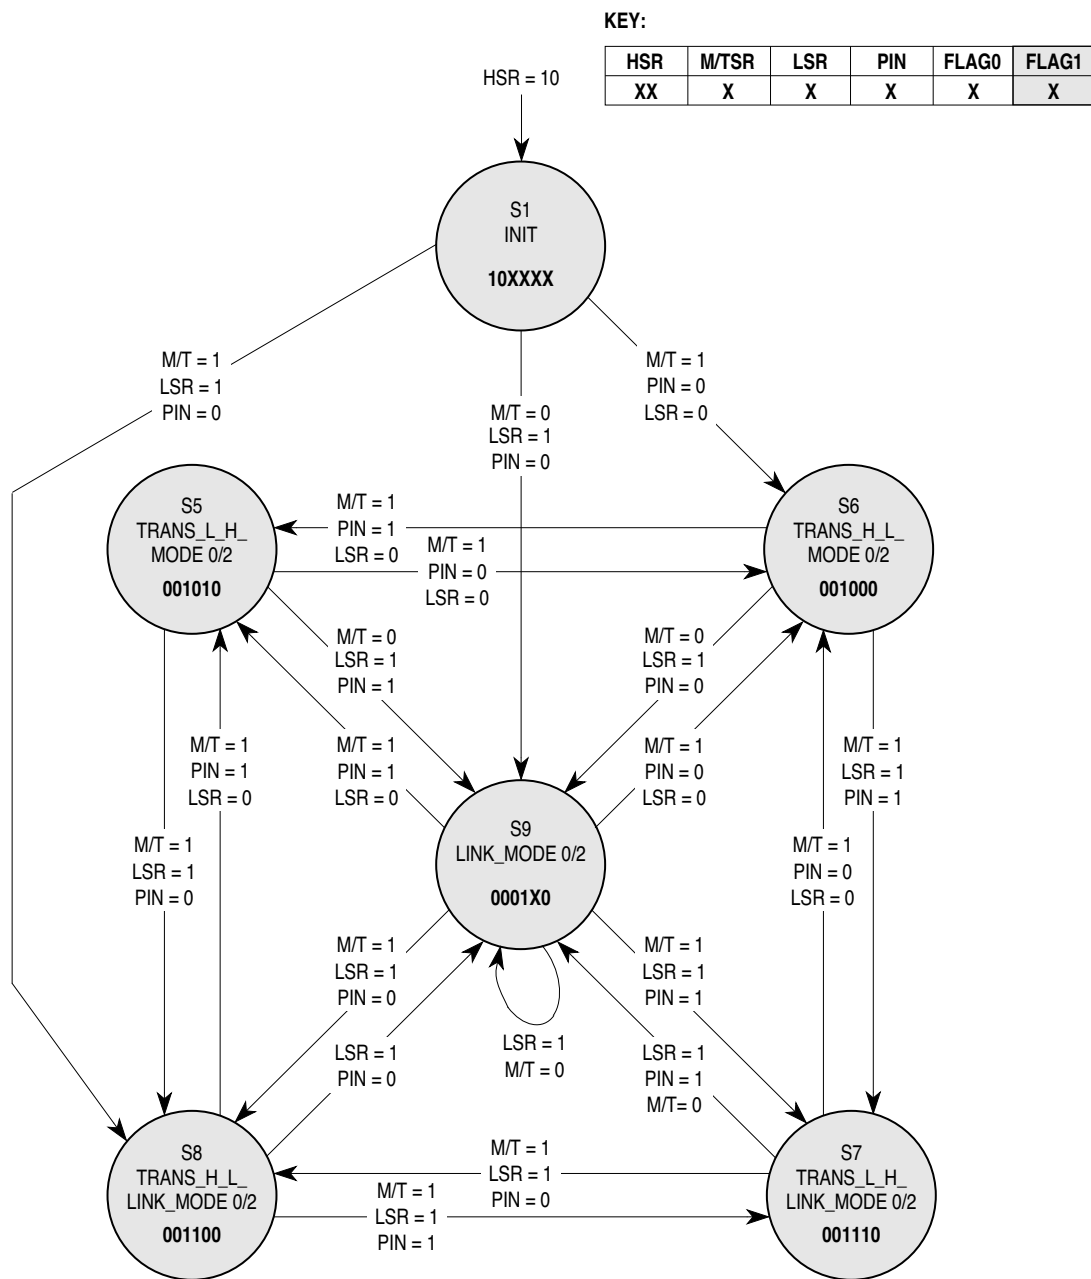 KEY:
HSR M/TSR LSR PIN FLAG0 FLAG1
XX X X X X X
HSR = 10
S1
INIT
10XXXX
M/T = 1
LSR = 1
PIN = 0
M/T = 0
LSR = 1
PIN = 0
M/T = 1
PIN = 0
LSR = 0
S5
TRANS_L_H_
MODE 0/2
001010
M/T = 1
PIN = 1
LSR = 0
M/T = 1
PIN = 0
LSR = 0
S6
TRANS_H_L_
MODE 0/2
001000
M/T = 0
LSR = 1
PIN = 1
M/T = 0
LSR = 1
PIN = 0
M/T = 1
PIN = 1
LSR = 0
M/T = 1
PIN = 1
LSR = 0
M/T = 1
PIN = 0
LSR = 0
M/T = 1
LSR = 1
PIN = 1
M/T = 1
LSR = 1
PIN = 0
S9
LINK_MODE 0/2
0001X0
M/T = 1
PIN = 0
LSR = 0
M/T = 1
LSR = 1
PIN = 0
M/T = 1
LSR = 1
PIN = 1
LSR = 1
PIN = 0
LSR = 1
M/T = 0
LSR = 1
PIN = 1
M/T= 0
S8
TRANS_H_L_
LINK_MODE 0/2
001100
M/T = 1
LSR = 1
PIN = 0
M/T = 1
LSR = 1
PIN = 1
S7
TRANS_L_H_
LINK_MODE 0/2
001110